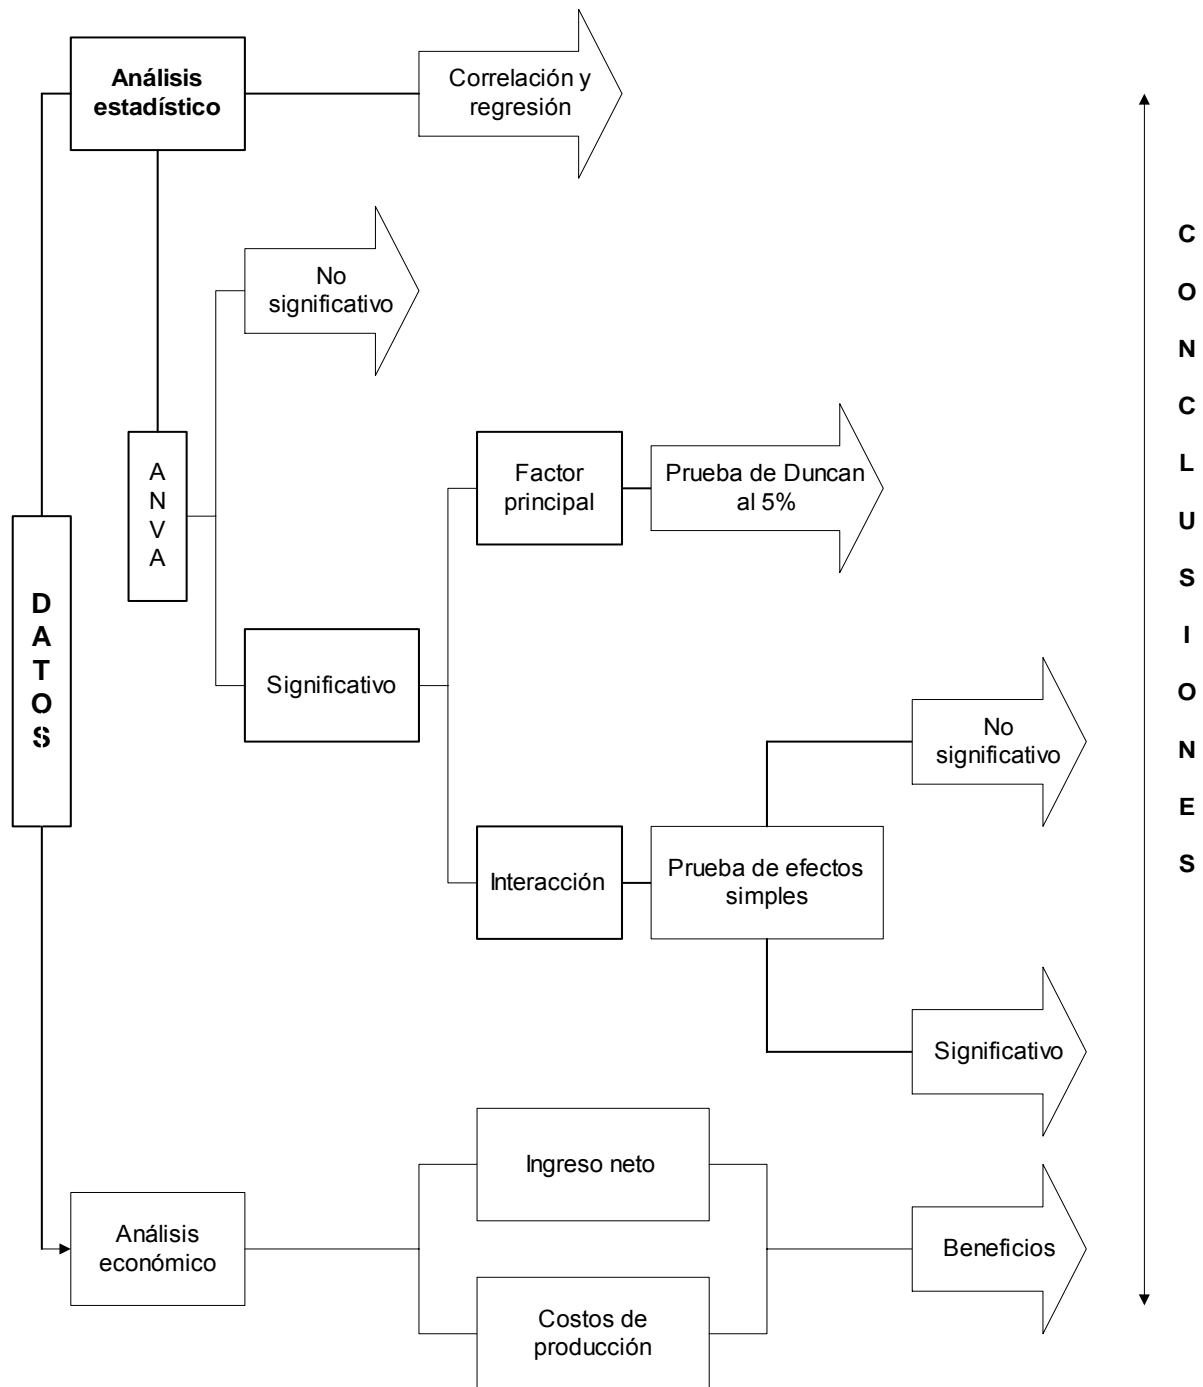 Análisis
estadístico
Correlación y
regresión
No
significativo
A
N
V
A
Factor
principal
Prueba de Duncan
al 5%
D
A
T
O
S
Significativo
No
significativo
Interacción
Prueba de efectos
simples
Significativo
Ingreso neto
Análisis
económico
Beneficios
Costos de
producción
C
O
N
C
L
U
S
I
O
N
E
S